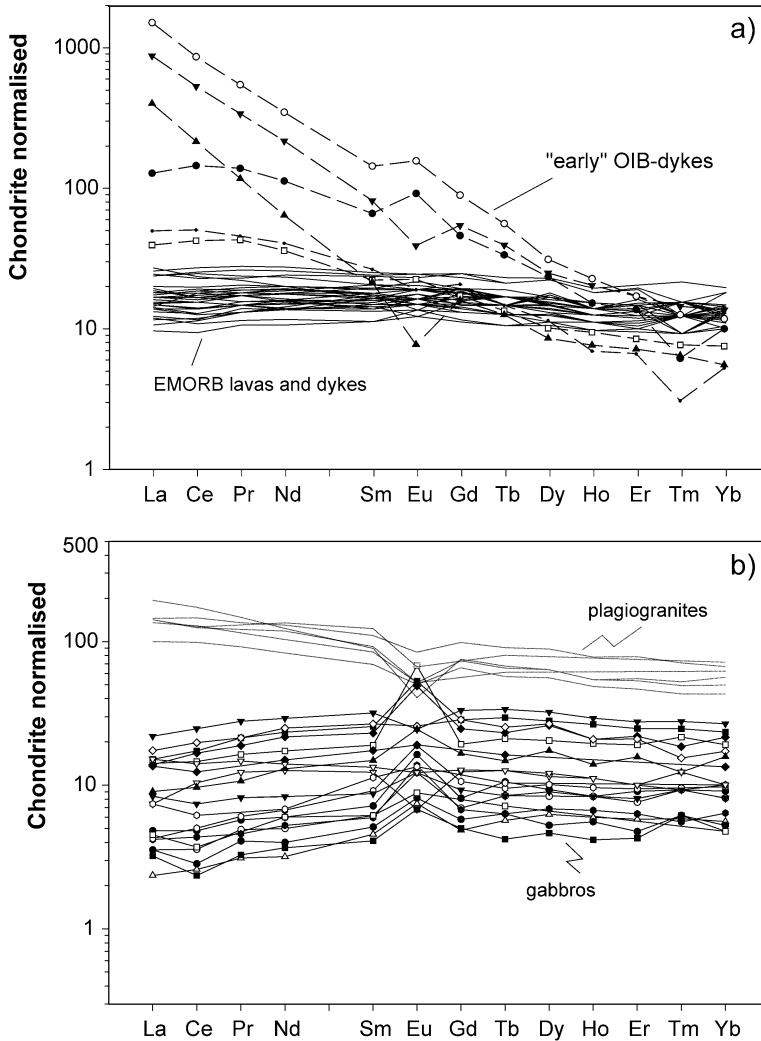 a)
1000
"early" OIB-dykes
100
Chondrite normalised
10
EMORB lavas and dykes
1
La Ce Pr Nd Sm Eu Gd Tb Dy Ho Er Tm Yb
500
b)
plagiogranites
100
Chondrite normalised
10
gabbros
1
La Ce Pr Nd Sm Eu Gd Tb Dy Ho Er Tm Yb